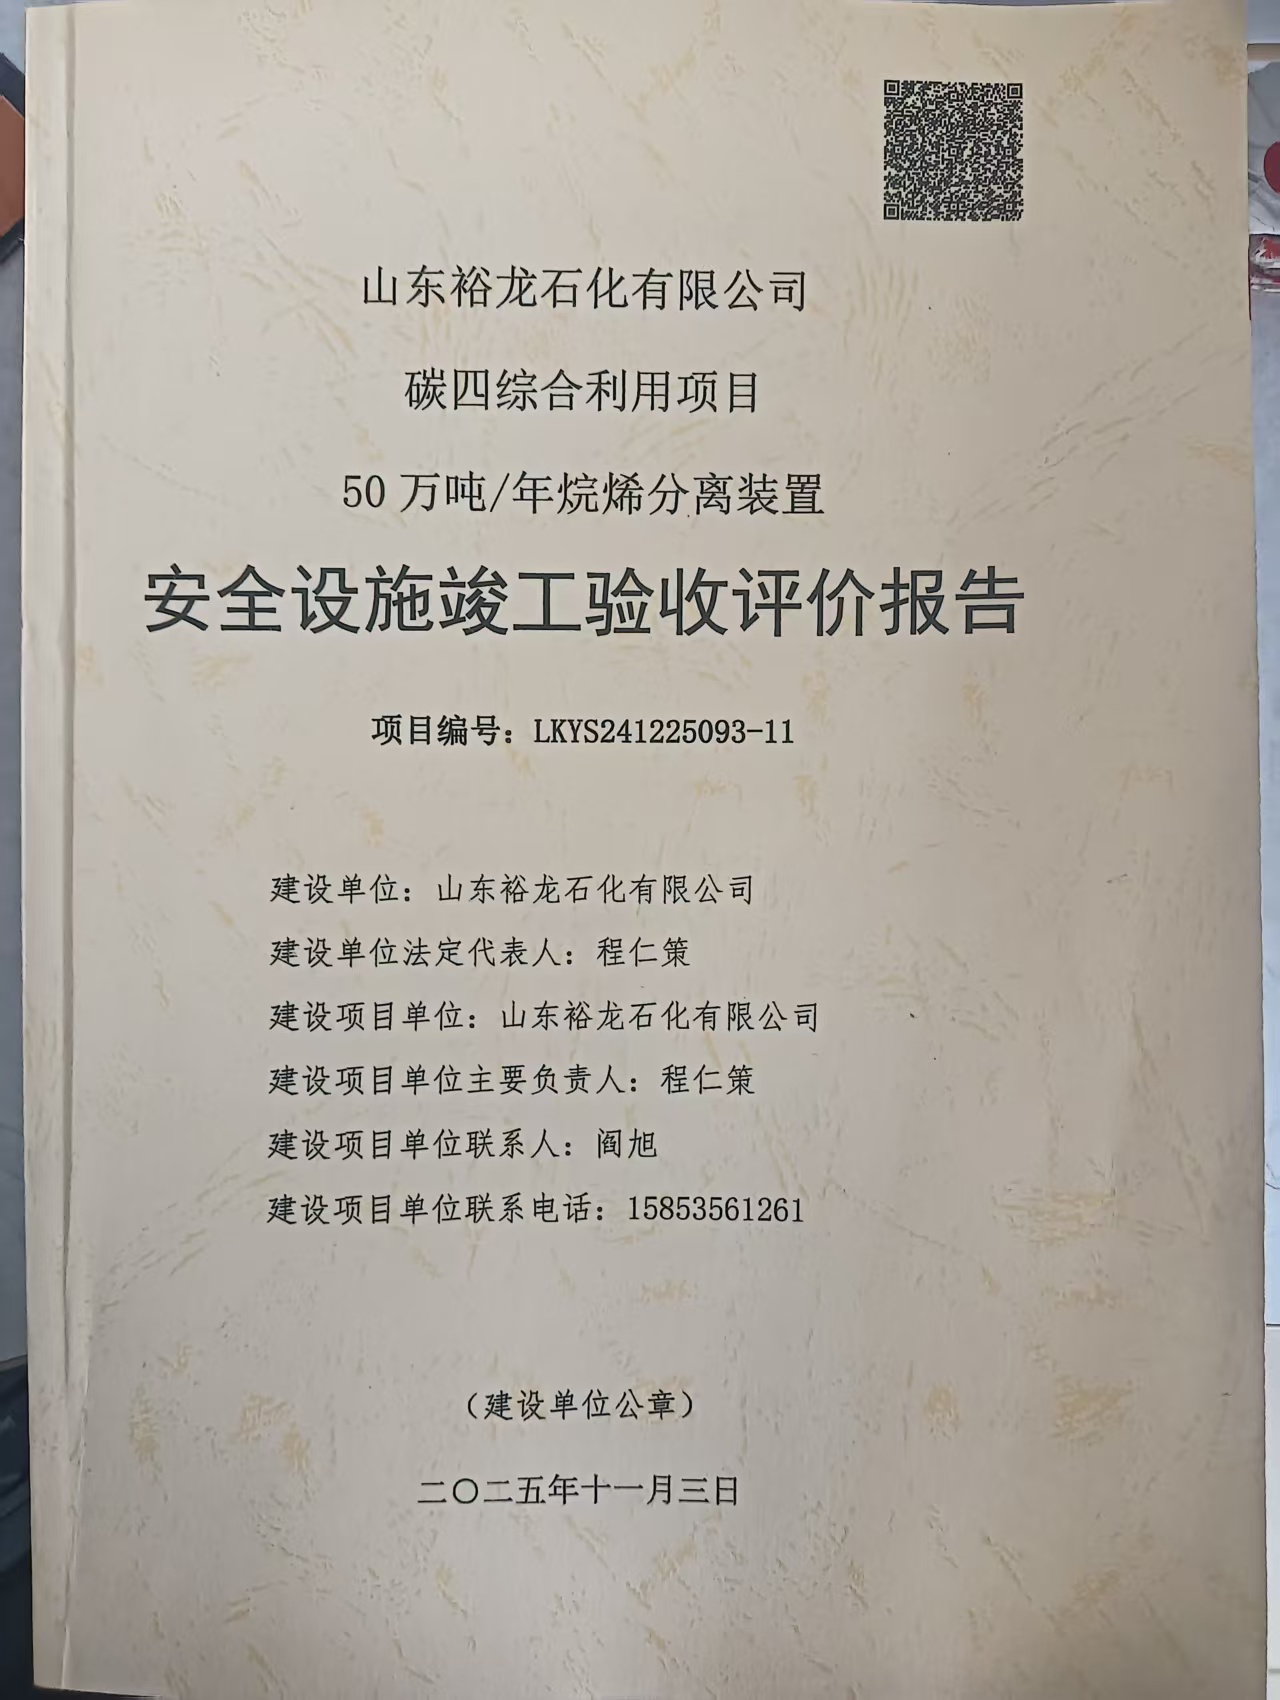 山东裕龙石化有限公司
碳四综合利用项目
50 万吨/年烷烯分离装置
安全设施竣工验收评价报告
项目编号：LKYS241225093-11
建设单位：山东裕龙石化有限公司
建设单位法定代表人：程仁策
建设项目单位：山东裕龙石化有限公司
建设项目单位主要负责人：程仁策
建设项目单位联系人：阎旭
建设项目单位联系电话：15853561261
（建设单位公章）
二〇二五年十一月三日